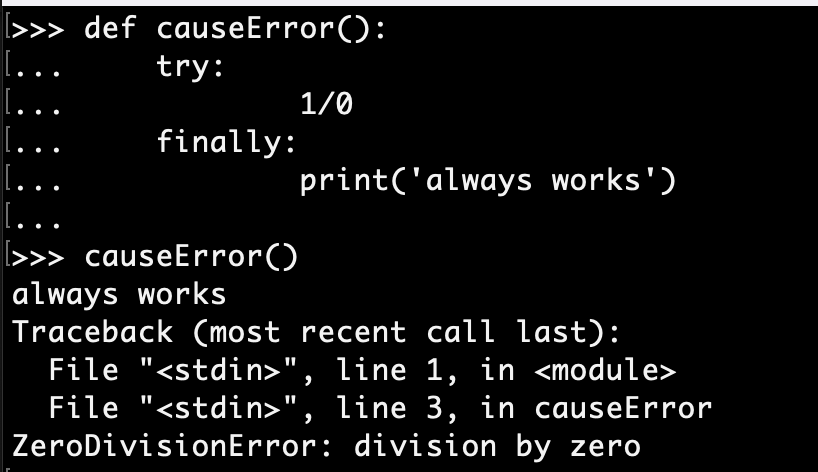 >>> def causeError():
...     try:
...             1/0
...     finally:
...             print('always works')
...
>>> causeError()
always works
Traceback (most recent call last):
  File "<stdin>", line 1, in <module>
  File "<stdin>", line 3, in causeError
ZeroDivisionError: division by zero